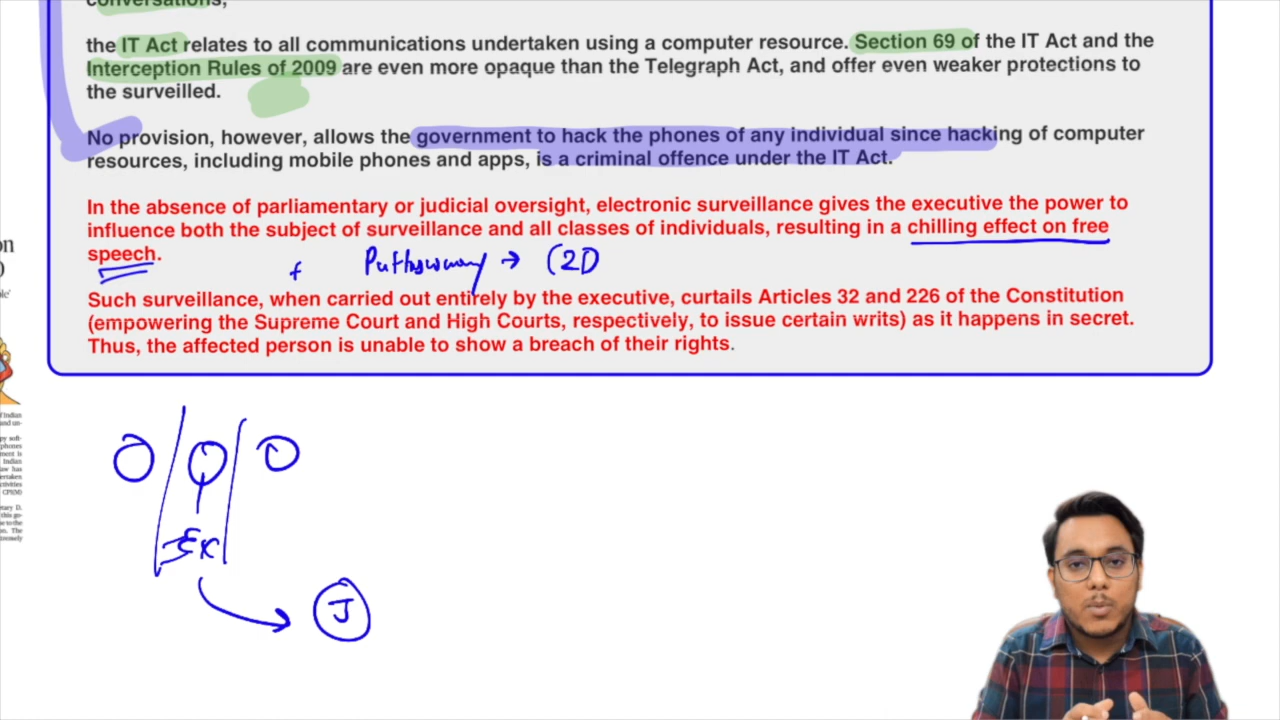 conversations,
the IT Act relates to all communications undertaken using a computer resource. Section 69 of the IT Act and the
Interception Rules of 2009 are even more opaque than the Telegraph Act, and offer even weaker protections to
the surveilled.
No provision, however, allows the government to hack the phones of any individual since hacking of computer
resources, including mobile phones and apps, is a criminal offence under the IT Act.
In the absence of parliamentary or judicial oversight, electronic surveillance gives the executive the power to
influence both the subject of surveillance and all classes of individuals, resulting in a chilling effect on free
speech.
(21)
Such surveillance, when carried out entirely by the executive, curtails Articles 32 and 226 of the Constitution
(empowering the Supreme Court and High Courts, respectively, to issue certain writs) as it happens in secret.
Thus, the affected person is unable to show a breach of their rights.
Ex
J